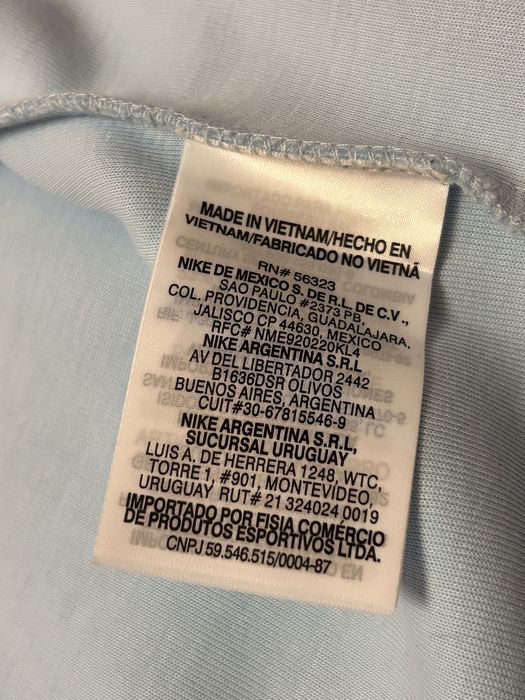 MADE IN VIETNAM/HECHO EN
VIETNAM/FABRICADO NO VIETNÃ
RN# 56323
NIKE DE MEXICO S. DE R.L. DE C.V.,
SAO PAULO #2373 PB,
COL. PROVIDENCIA, GUADALAJARA,
JALISCO CP 44630, MEXICO
RFC# NME920220KL4
NIKE ARGENTINA S.R.L
AV DEL LIBERTADOR 2442
B1636DSR OLIVOS
BUENOS AIRES, ARGENTINA
CUIT#30-67815546-9
NIKE ARGENTINA S.R.L,
SUCURSAL URUGUAY
LUIS A. DE HERRERA 1248, WTC,
TORRE 1, #901, MONTEVIDEO,
URUGUAY RUT# 21 324024 0019
IMPORTADO POR FISIA COMÉRCIO
DE PRODUTOS ESPORTIVOS LTDA.
CNPJ 59.546.515/0004-87